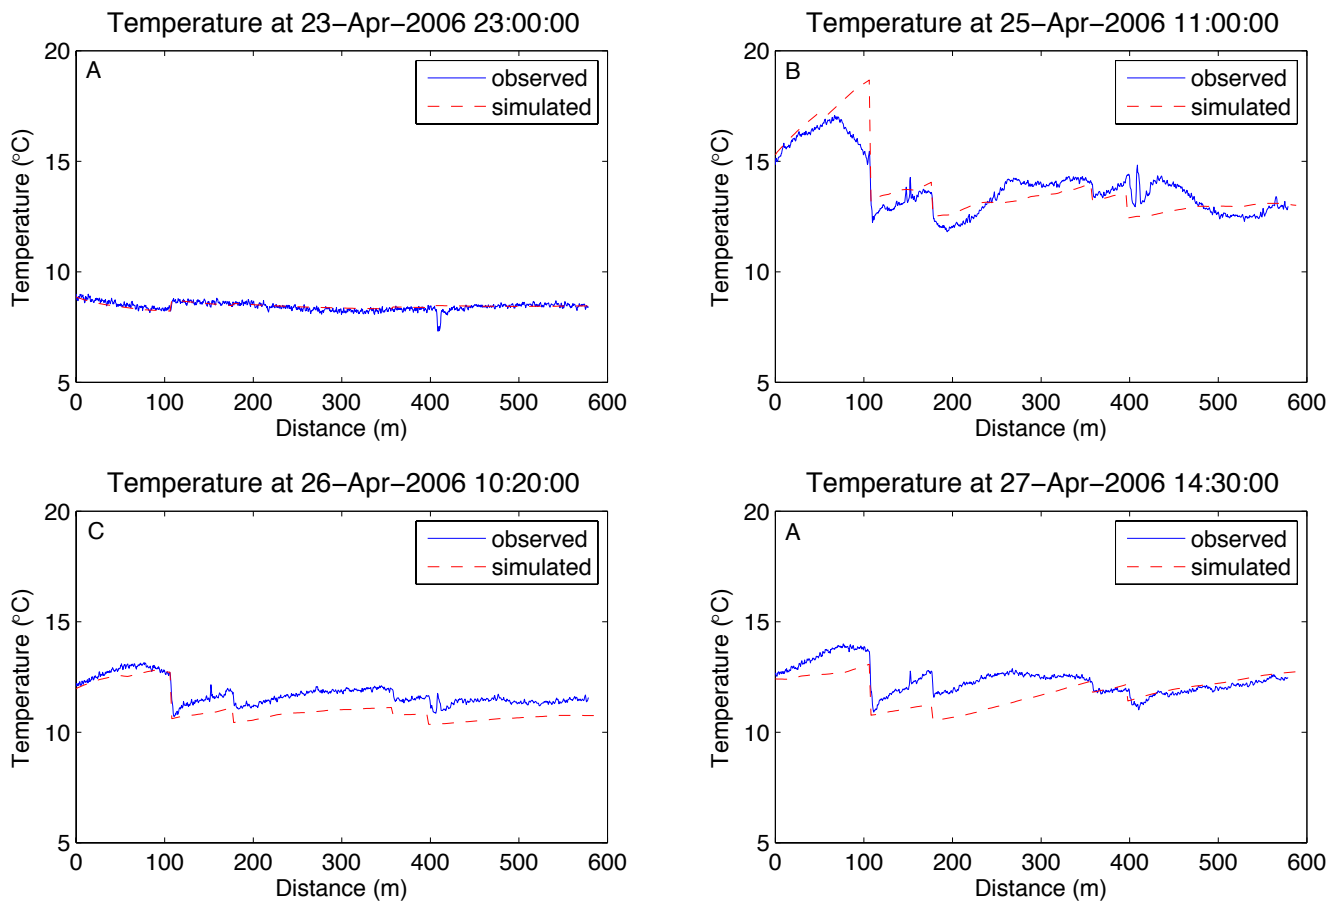 Temperature at 23−Apr−2006 23:00:00
20
15
10
5
Temperature (°C)
A
observed
simulated
0 100 200 300 400 500 600
Distance (m)
Temperature at 25−Apr−2006 11:00:00
20
15
10
5
Temperature (°C)
B
observed
simulated
0 100 200 300 400 500 600
Distance (m)
Temperature at 26−Apr−2006 10:20:00
20
15
10
5
Temperature (°C)
C
observed
simulated
0 100 200 300 400 500 600
Distance (m)
Temperature at 27−Apr−2006 14:30:00
20
15
10
5
Temperature (°C)
A
observed
simulated
0 100 200 300 400 500 600
Distance (m)